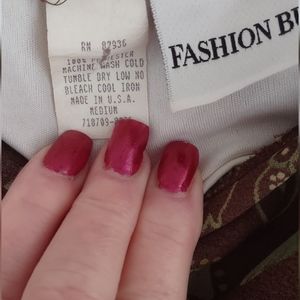 RN 87936
100% POLYESTER
MACHINE WASH COLD
TUMBLE DRY LOW NO
BLEACH COOL IRON
MADE IN U.S.A.
MEDIUM
FASHION